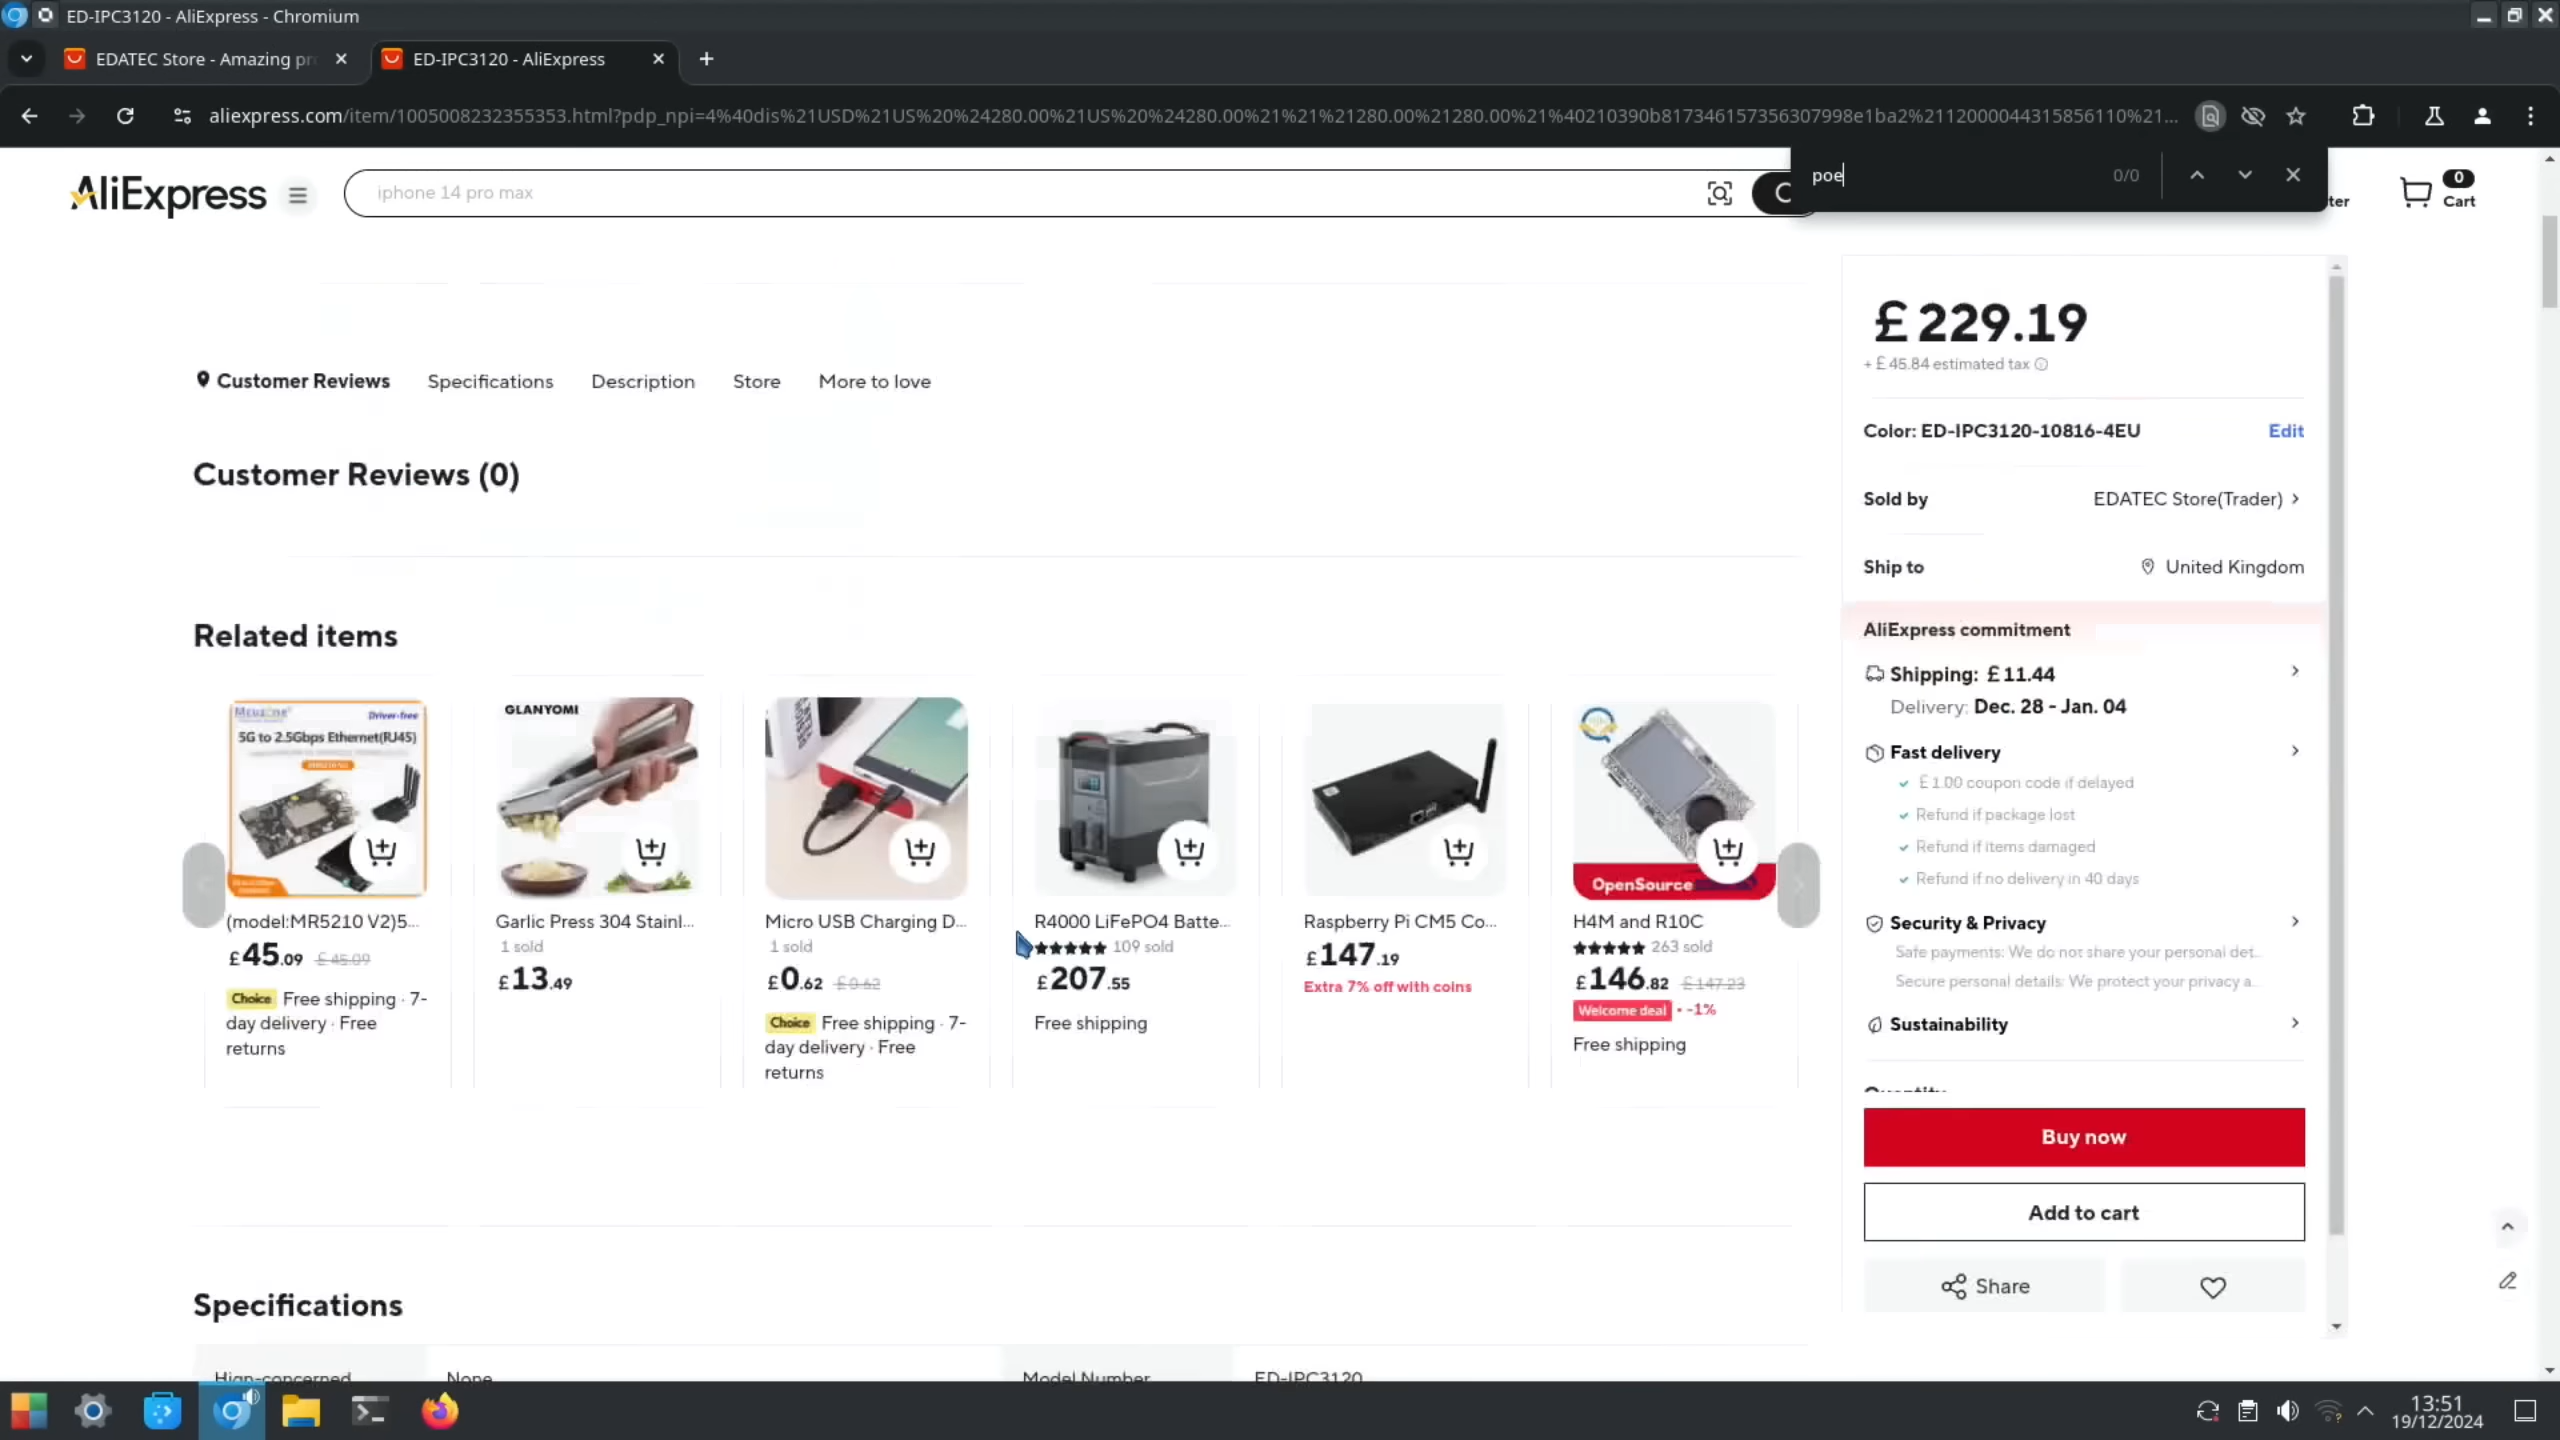 ED-IPC3120 - AliExpress - Chromium
EDATEC Store - Amazing pr
ED-IPC3120 - AliExpress
aliexpress.com/item/1005008232355353.html?pdp_npi=4%40dis%21USD%21US%20%24280.00%21US%20%24280.00%21%21%21280.00%21280.00%21%40210390b817346157356307998e1ba2%2112000044315856110%21...
poe
0/0
AliExpress
iphone 14 pro max
ter
0
Cart
£229.19
+ £45.84 estimated tax
Customer Reviews
Specifications
Description
Store
More to love
Color: ED-IPC3120-10816-4EU
Edit
Customer Reviews (0)
Sold by
EDATEC Store(Trader)
Ship to
United Kingdom
Related items
AliExpress commitment
Shipping: £11.44
Delivery: Dec. 28 - Jan. 04
Fast delivery
£1.00 coupon code if delayed
Refund if package lost
Refund if items damaged
Refund if no delivery in 40 days
Driver-free
5G to 2.5Gbps Ethernet(RJ45)
GLANYOMI
OpenSource
(model:MR5210 V2)5...
£45.09 £45.09
Choice Free shipping · 7-
day delivery · Free
returns
Garlic Press 304 Stainl...
1 sold
£13.49
Micro USB Charging D...
1 sold
£0.62 £0.62
Choice Free shipping · 7-
day delivery · Free
returns
R4000 LiFePO4 Batte...
109 sold
£207.55
Free shipping
Raspberry Pi CM5 Co...
£147.19
Extra 7% off with coins
H4M and R10C
263 sold
£146.82 £147.23
Welcome deal · -1%
Free shipping
Security & Privacy
Safe payments: We do not share your personal det...
Secure personal details: We protect your privacy a...
Sustainability
Quantity
Buy now
Add to cart
Share
Specifications
High-concerned
None
Model Number
ED-IPC3120
13:51
19/12/2024